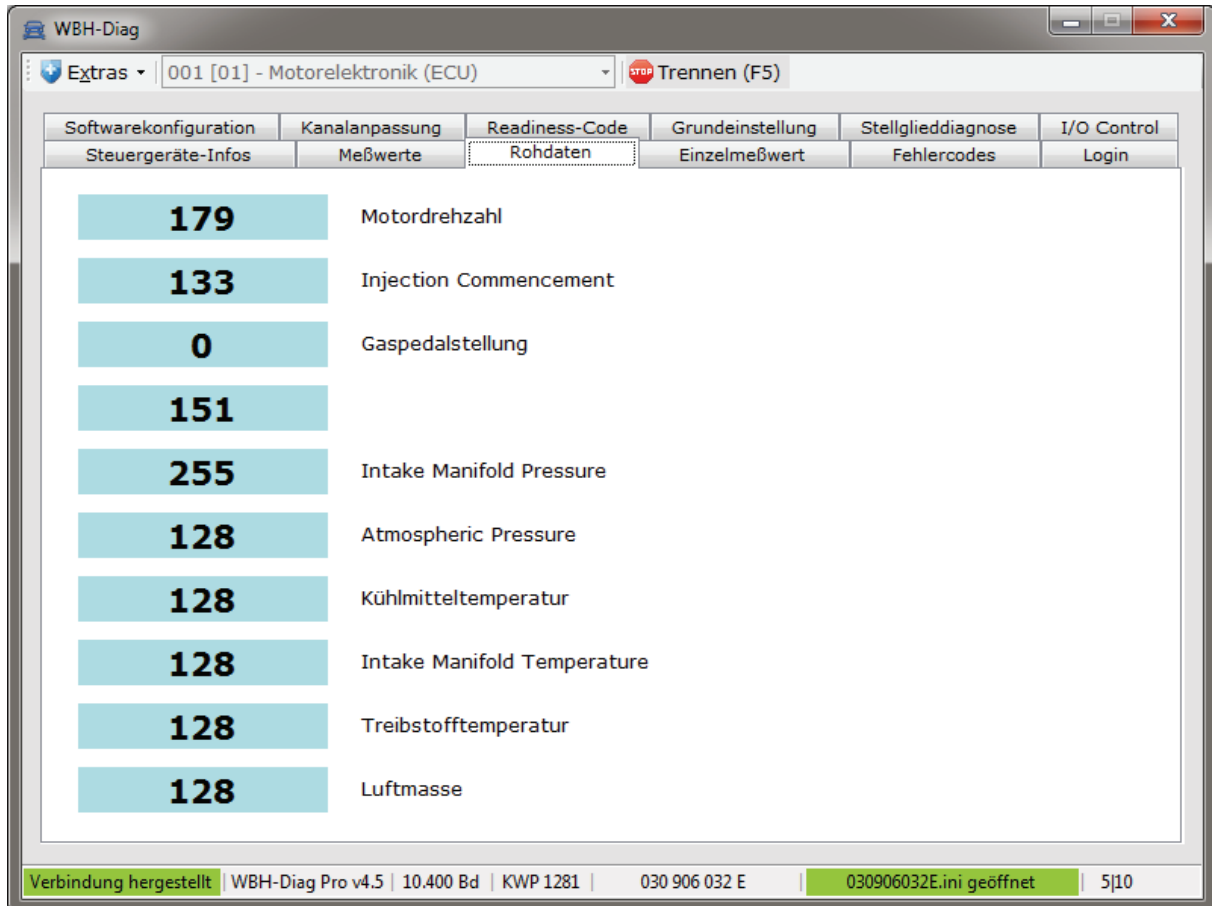 WBH-Diag
Extras 001 [01] - Motorelektronik (ECU) STOP Trennen (F5)
Softwarekonfiguration Kanalanpassung Readiness-Code Grundeinstellung Stellglieddiagnose I/O Control
Steuergeräte-Infos Meßwerte Rohdaten Einzelmeßwert Fehlercodes Login
179 Motordrehzahl
133 Injection Commencement
0 Gaspedalstellung
151
255 Intake Manifold Pressure
128 Atmospheric Pressure
128 Kühlmitteltemperatur
128 Intake Manifold Temperature
128 Treibstofftemperatur
128 Luftmasse
Verbindung hergestellt | WBH-Diag Pro v4.5 | 10.400 Bd | KWP 1281 | 030 906 032 E | 030906032E.ini geöffnet | 5|10